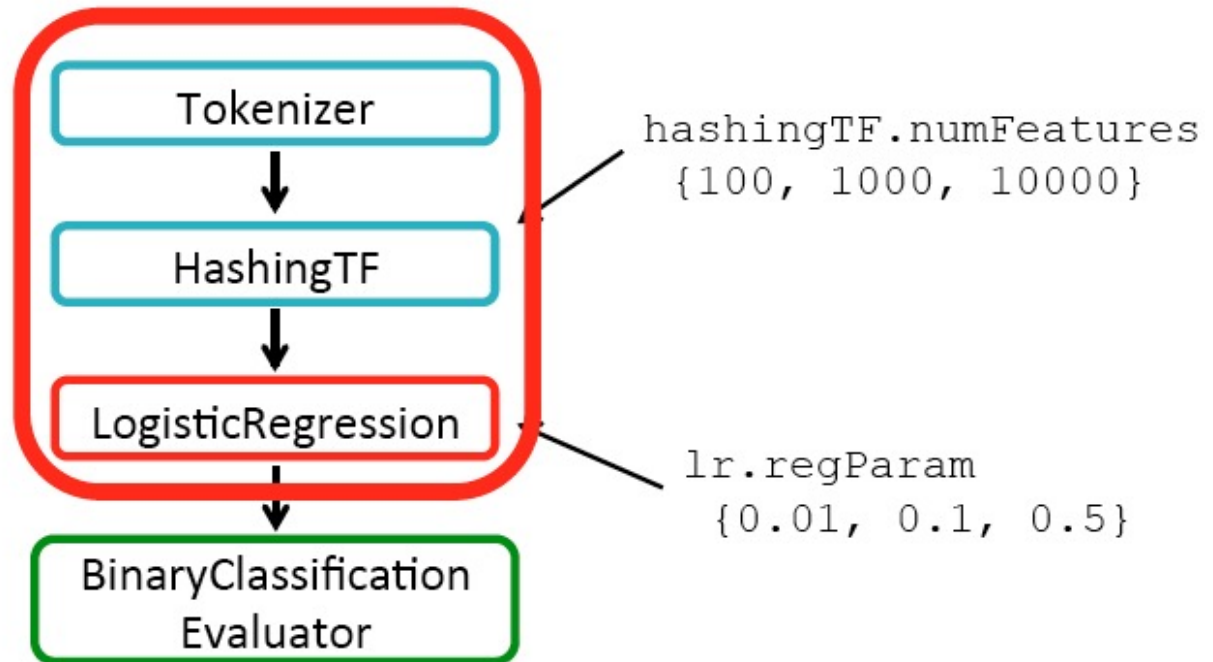 Tokenizer
hashingTF.numFeatures
{100, 1000, 10000}
HashingTF
LogisticRegression
lr.regParam
{0.01, 0.1, 0.5}
BinaryClassification
Evaluator